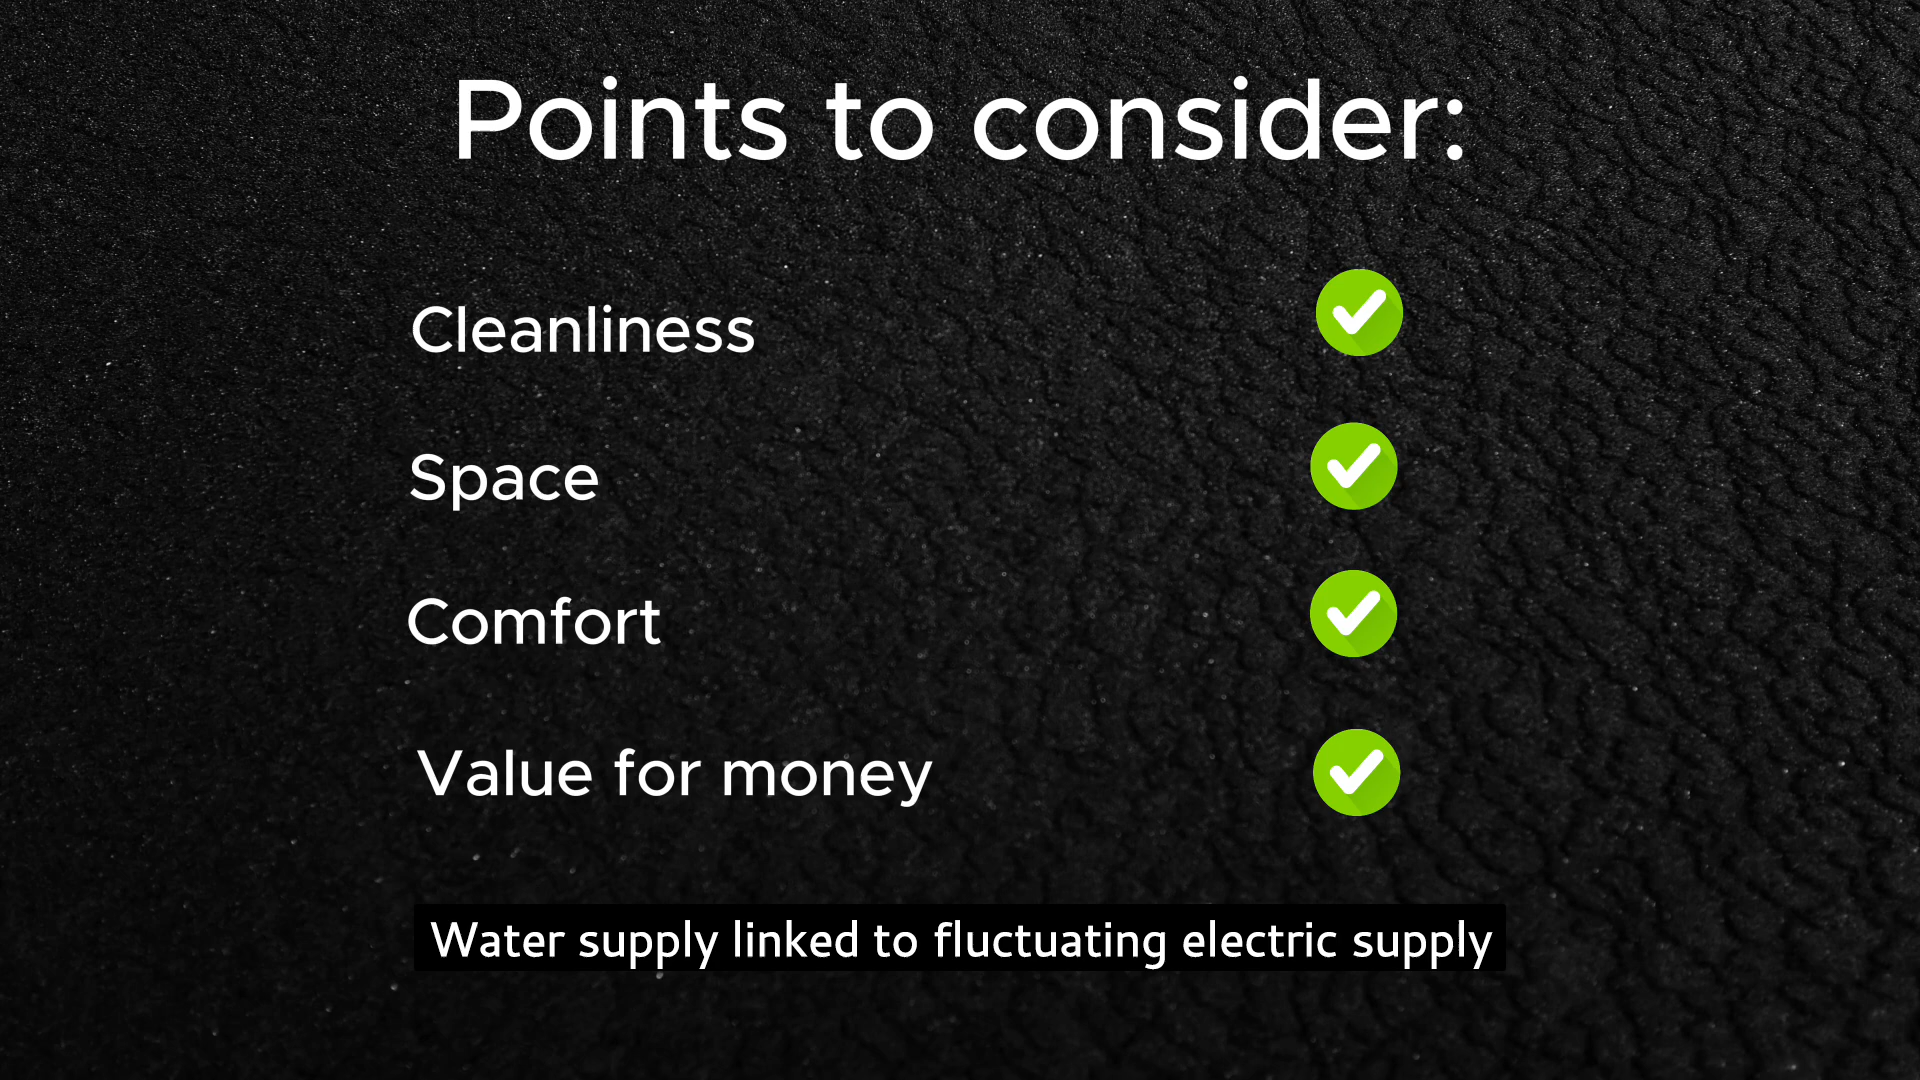 Points to consider:
Cleanliness
Space
Comfort
Value for money
Water supply linked to fluctuating electric supply